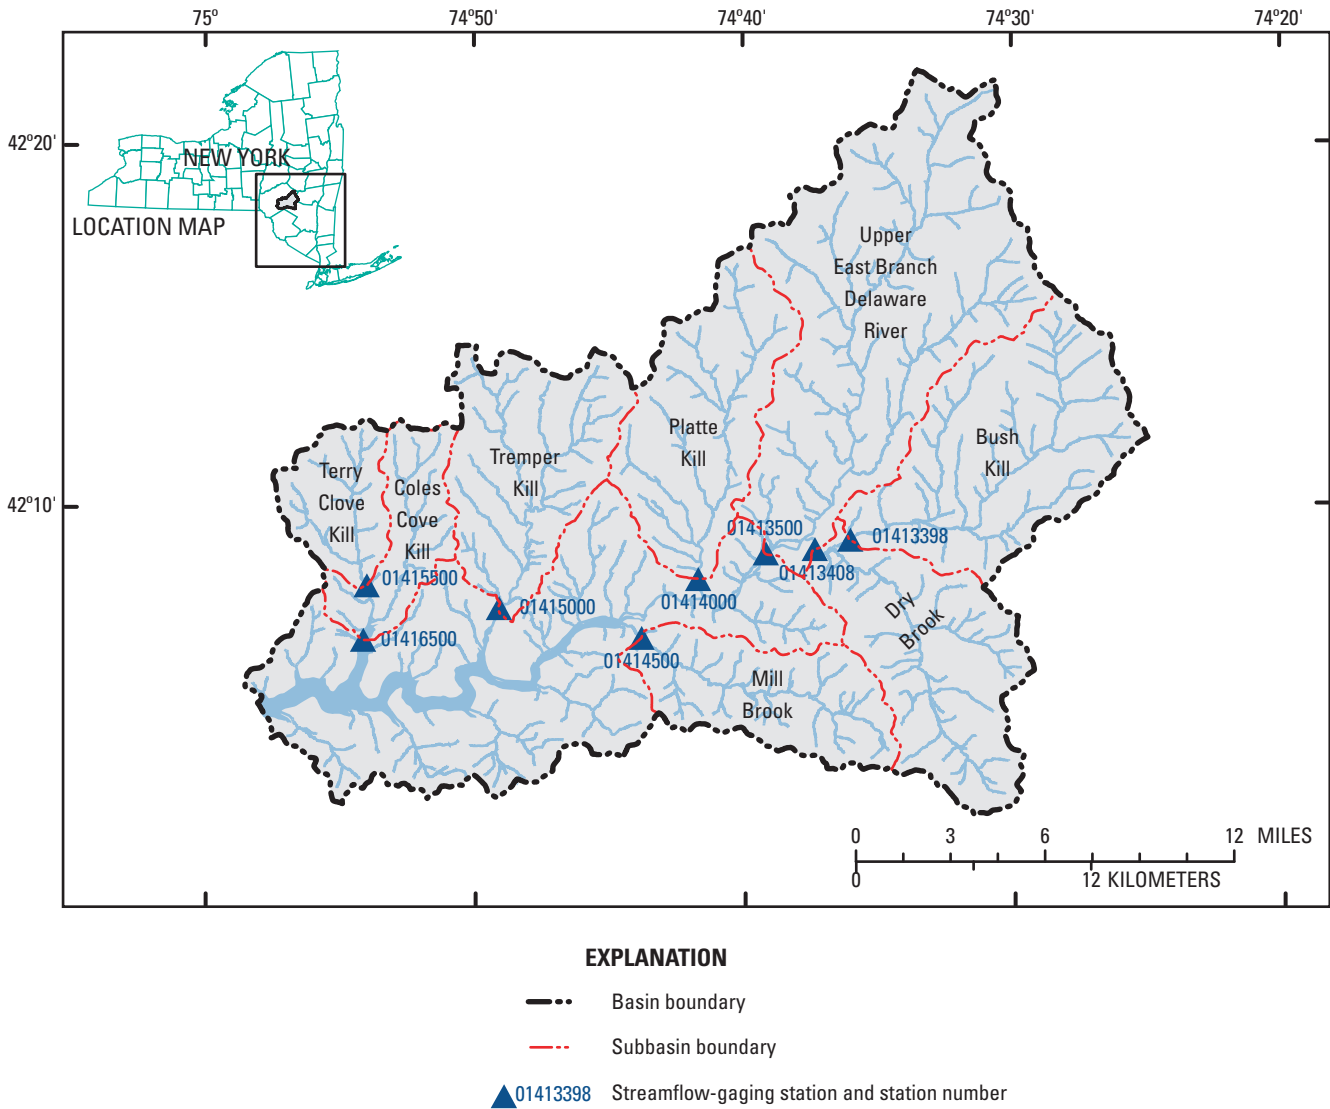 75°
74°50'
74°40'
74°30'
74°20'
42°20'
42°10'
NEW YORK
LOCATION MAP
Upper
East Branch
Delaware
River
Platte
Kill
Bush
Kill
Tremper
Kill
Terry
Clove
Kill
Coles
Cove
Kill
01413500
01413398
01413408
01415500
01414000
01415000
01416500
01414500
Dry
Brook
Mill
Brook
0 3 6 12 MILES
0 12 KILOMETERS
EXPLANATION
Basin boundary
Subbasin boundary
01413398 Streamflow-gaging station and station number